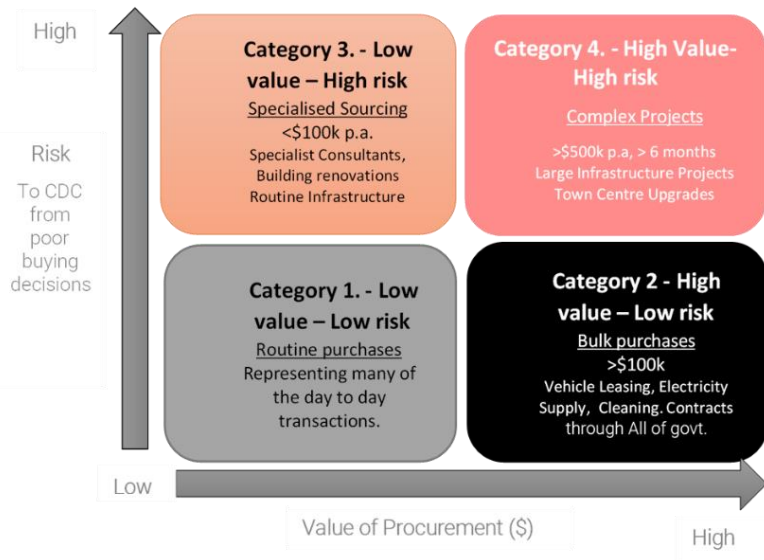 High
Risk
To CDC
from
poor
buying
decisions
Category 3. - Low
value – High risk
Specialised Sourcing
<$100k p.a.
Specialist Consultants,
Building renovations
Routine Infrastructure
Category 4. - High Value-
High risk
Complex Projects
>$500k p.a, > 6 months
Large Infrastructure Projects
Town Centre Upgrades
Category 1. - Low
value – Low risk
Routine purchases
Representing many of
the day to day
transactions.
Category 2 - High
value – Low risk
Bulk purchases
>$100k
Vehicle Leasing, Electricity
Supply, Cleaning. Contracts
through All of govt.
Low
Value of Procurement ($)
High